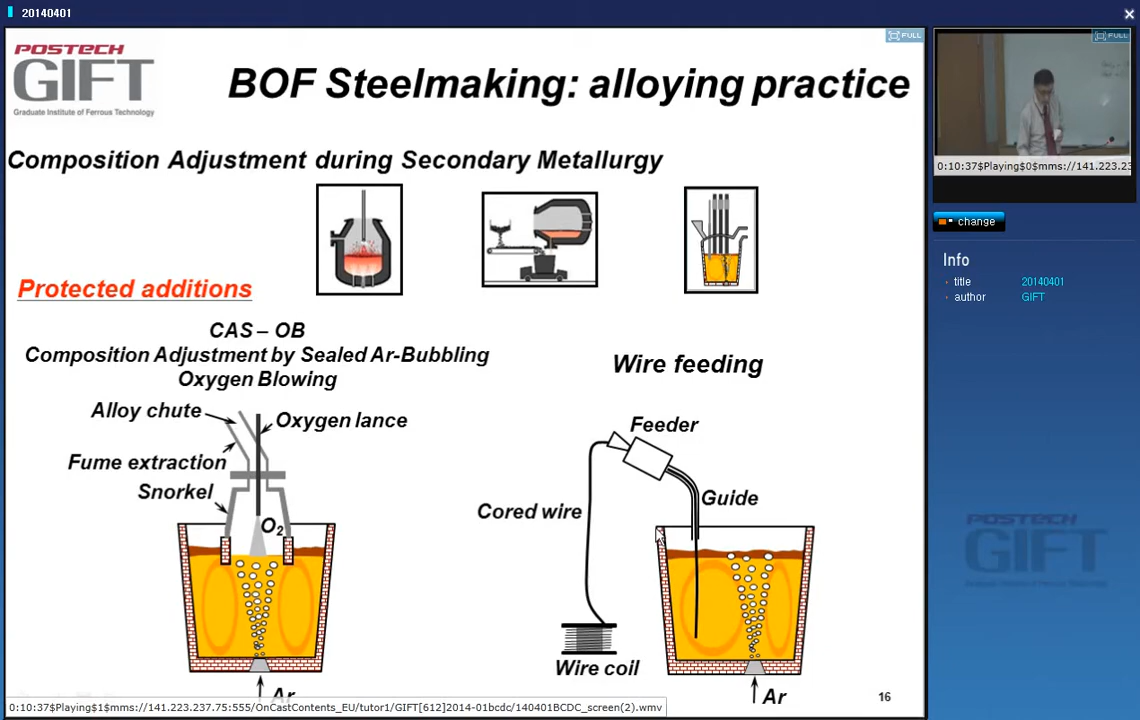 20140401
POSTECH
GIFT
Graduate Institute of Ferrous Technology
FULL
BOF Steelmaking: alloying practice
Composition Adjustment during Secondary Metallurgy
Protected additions
CAS – OB
Composition Adjustment by Sealed Ar-Bubbling
Oxygen Blowing
Alloy chute
Oxygen lance
Fume extraction
Snorkel
O2
Ar
Wire feeding
Feeder
Guide
Cored wire
Wire coil
Ar
16
0:10:37$Playing$1$mms://141.223.237.75:555/OnCastContents_EU/tutor1/GIFT[612]2014-01bcdc/140401BCDC_screen(2).wmv
FULL
0:10:37$Playing$0$mms://141.223.23
change
Info
title 20140401
author GIFT
POSTECH
GIFT